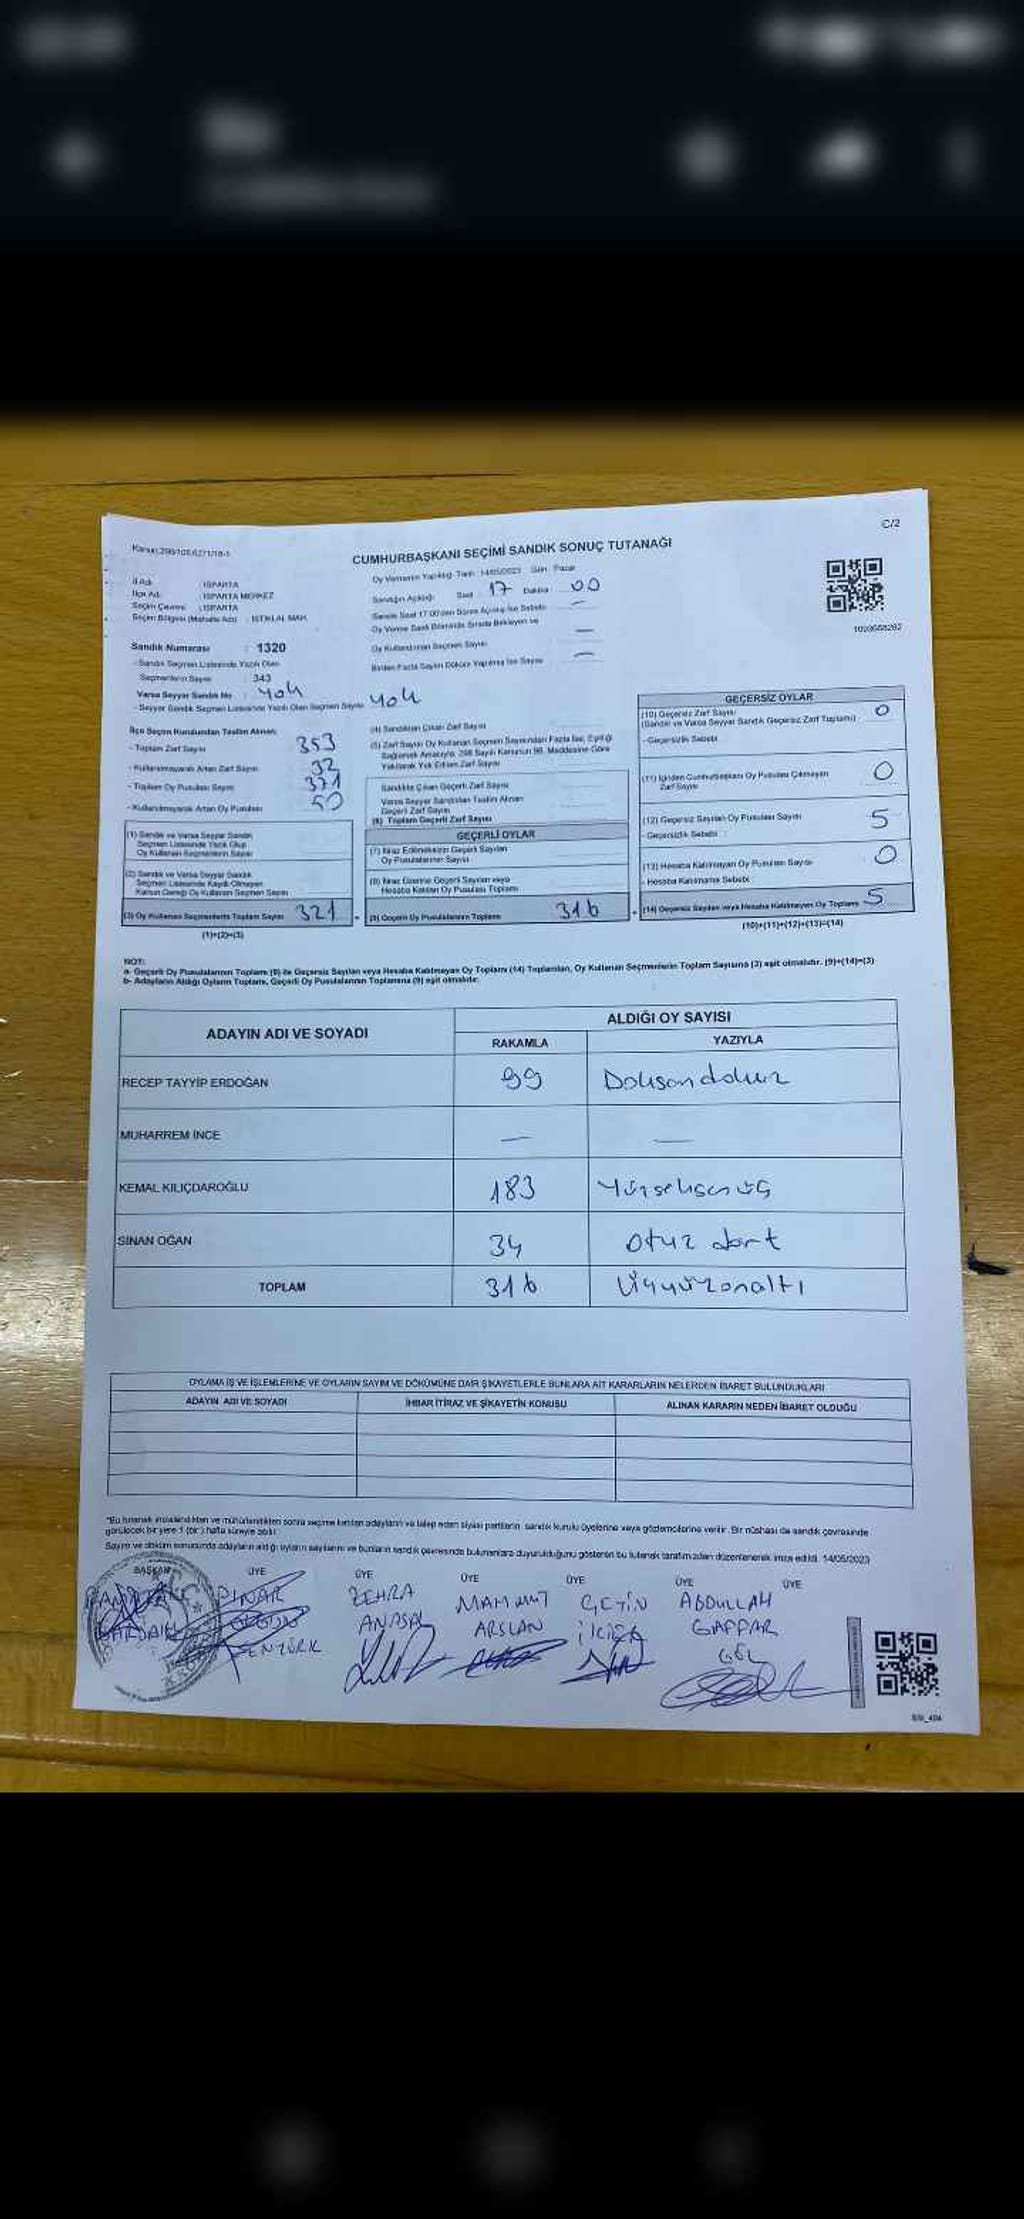 C/2
Kanun:298/105,6271/18-1
CUMHURBAŞKANI SEÇİMİ SANDIK SONUÇ TUTANAĞI
İl Adı : ISPARTA
İlçe Adı : ISPARTA MERKEZ
Seçim Çevresi : ISPARTA
Seçim Bölgesi (Mahalle Adı) : İSTİKLAL MAH.
Oy Vermenin Yapıldığı Tarih : 14/05/2023 Gün : Pazar
Sandığın Açıldığı Saat 17 Dakika 00
Sandık Saat 17:00'den Sonra Açılmış İse Sebebi —
Oy Verme Saati Bitiminde Sırada Bekleyen ve
Oy Kullandırılan Seçmen Sayısı —
Birden Fazla Sayım Döküm Yapılmış İse Sayısı —
Sandık Numarası : 1320
- Sandık Seçmen Listesinde Yazılı Olan
Seçmenlerin Sayısı : 343
Varsa Seyyar Sandık No : Yok
- Seyyar Sandık Seçmen Listesinde Yazılı Olan Seçmen Sayısı Yok
İlçe Seçim Kurulundan Teslim Alınan:
- Toplam Zarf Sayısı 353
- Kullanılmayarak Artan Zarf Sayısı 32
- Toplam Oy Pusulası Sayısı 371
- Kullanılmayarak Artan Oy Pusulası 50
(1) Sandık ve Varsa Seyyar Sandık
Seçmen Listesinde Yazılı Olup
Oy Kullanan Seçmenlerin Sayısı
(2) Sandık ve Varsa Seyyar Sandık
Seçmen Listesinde Kaydı Olmayan
Kanun Gereği Oy Kullanan Seçmen Sayısı
(3) Oy Kullanan Seçmenlerin Toplam Sayısı 321
(1)+(2)=(3)
(4) Sandıktan Çıkan Zarf Sayısı
(5) Zarf Sayısı Oy Kullanan Seçmen Sayısından Fazla İse, Eşitliği
Sağlamak Amacıyla, 298 Sayılı Kanunun 98. Maddesine Göre
Yakılarak Yok Edilen Zarf Sayısı
Sandıkta Çıkan Geçerli Zarf Sayısı
Varsa Seyyar Sandıktan Teslim Alınan
Geçerli Zarf Sayısı
(6) Toplam Geçerli Zarf Sayısı
GEÇERLİ OYLAR
(7) İtiraz Edilmeksizin Geçerli Sayılan
Oy Pusulalarının Sayısı
(8) İtiraz Üzerine Geçerli Sayılan veya
Hesaba Katılan Oy Pusulası Toplamı
(9) Geçerli Oy Pusulalarının Toplamı 316
GEÇERSİZ OYLAR
(10) Geçersiz Zarf Sayısı 0
(Sandık ve Varsa Seyyar Sandık Geçersiz Zarf Toplamı)
- Geçersizlik Sebebi
(11) İçinden Cumhurbaşkanı Oy Pusulası Çıkmayan 0
Zarf Sayısı
(12) Geçersiz Sayılan Oy Pusulası Sayısı 5
- Geçersizlik Sebebi
(13) Hesaba Katılmayan Oy Pusulası Sayısı 0
- Hesaba Katılmama Sebebi
(14) Geçersiz Sayılan veya Hesaba Katılmayan Oy Toplamı 5
(10)+(11)+(12)+(13)=(14)
NOT:
a- Geçerli Oy Pusulalarının Toplamı (9) ile Geçersiz Sayılan veya Hesaba Katılmayan Oy Toplamı (14) Toplamları, Oy Kullanan Seçmenlerin Toplam Sayısına (3) eşit olmalıdır. (9)+(14)=(3)
b- Adayların Aldığı Oyların Toplamı, Geçerli Oy Pusulalarının Toplamına (9) eşit olmalıdır.
ADAYIN ADI VE SOYADI
ALDIĞI OY SAYISI
RAKAMLA YAZIYLA
RECEP TAYYİP ERDOĞAN 99 Doksandokuz
MUHARREM İNCE — —
KEMAL KILIÇDAROĞLU 183 Yüzseksenüç
SİNAN OĞAN 34 Otuz dört
TOPLAM 316 Üçyüzonaltı
OYLAMA İŞ VE İŞLEMLERİNE VE OYLARIN SAYIM VE DÖKÜMÜNE DAİR ŞİKAYETLERLE BUNLARA AİT KARARLARIN NELERDEN İBARET BULUNDUKLARI
ADAYIN ADI VE SOYADI İHBAR İTİRAZ VE ŞİKAYETİN KONUSU ALINAN KARARIN NEDEN İBARET OLDUĞU
*Bu tutanak imzalandıktan ve mühürlendikten sonra seçime katılan adayların ve talep eden siyasi partilerin, sandık kurulu üyelerine veya gözlemcilerine verilir. Bir nüshası da sandık çevresinde
görülecek bir yere 1 (bir) hafta süreyle asılır.
Sayım ve döküm sonucunda adayların aldığı oyların sayılarını ve bunların sandık çevresinde bulunanlara duyurulduğunu gösteren bu tutanak tarafımızdan düzenlenerek imza edildi. 14/05/2023
BAŞKAN ÜYE ÜYE ÜYE ÜYE ÜYE ÜYE
PINAR ZEHRA MAHMUT ÇETİN ABDULLAH
ARSLAN GAFFAR
ŞENTÜRK GÖL